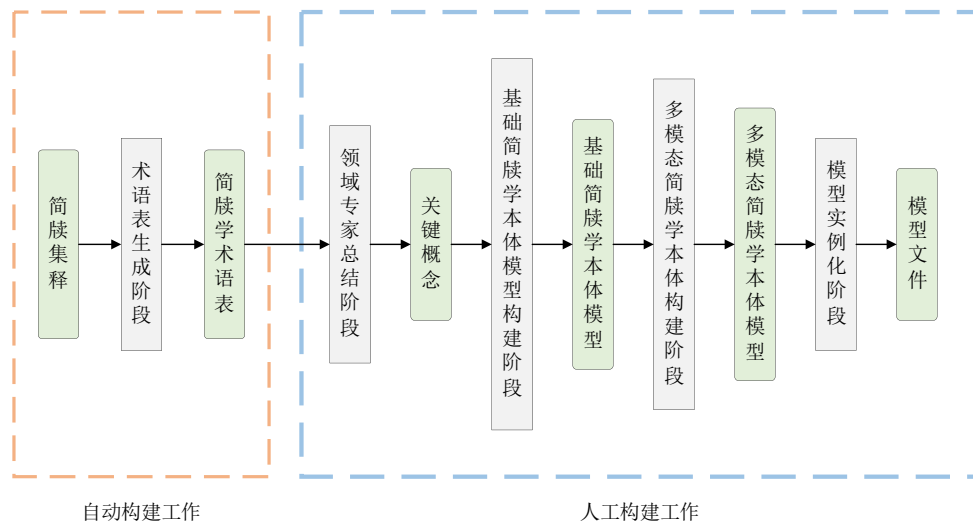 简牍集释
术语表生成阶段
简牍学术语表
领域专家总结阶段
关键概念
基础简牍学本体模型构建阶段
基础简牍学本体模型
多模态简牍学本体构建阶段
多模态简牍学本体模型
模型实例化阶段
模型文件
自动构建工作
人工构建工作